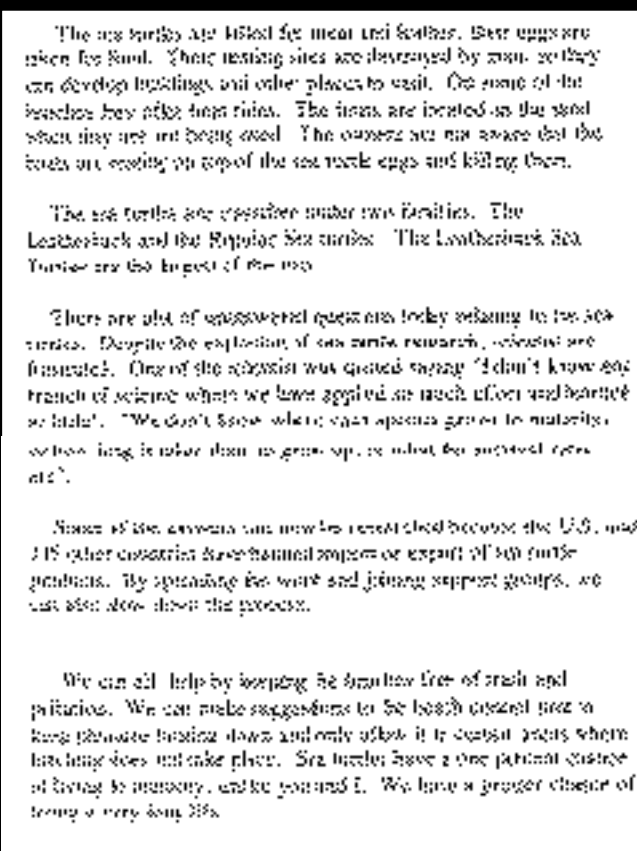 The sea turtles are killed for meat and leather. Their eggs are
taken for food. Their nesting sites are destroyed by man, so they
can develop buildings and other places to visit. On some of the
beaches they offer boat rides. The boats are located on the sand
when they are not being used. The owners are not aware that the
boats are resting on top of the sea turtle eggs and killing them.
The sea turtles are under two families. The
Leatherback and the Regular Sea turtles. The Leatherback Sea
Turtles are the largest of the two.
There are alot of unanswered questions today relating to the sea
turtles. Despite the explosion of sea turtle research, scientist are
frustrated. One of the scientist was quoted saying "I don't know any
branch of science where we have applied so much effort and learned
so little". "We don't know where each species grows to maturity,
or how long it takes them to grow up, or what the survival rates
are".
Some of the answers can now be researched because the U.S. and
115 other countries have banned import or export of sea turtle
products. By spreading the word and joining support groups, we
can also slow down the process.
We can all help by keeping the beaches free of trash and
pollution. We can make suggestions to the beach control
keep pleasure boating down and only allow it in certain areas where
hatching does not take place. Sea turtles have a one percent chance
of living to maturity, unlike you and I. We have a greater chance of
living a very long life.